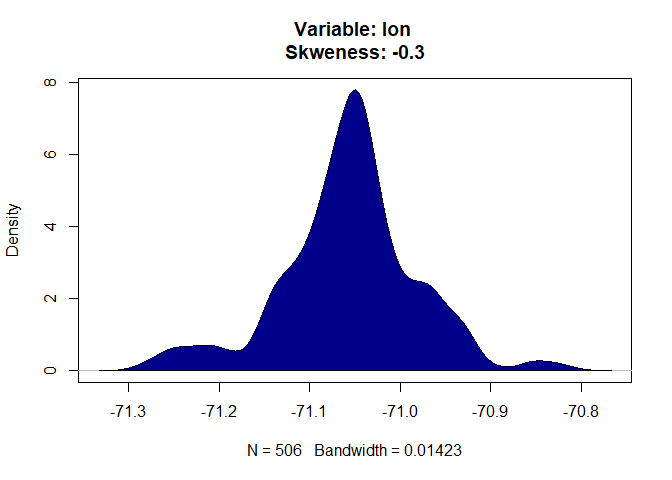 Variable: lon
Skweness: -0.3
Density
8
6
4
2
0
-71.3 -71.2 -71.1 -71.0 -70.9 -70.8
N = 506 Bandwidth = 0.01423